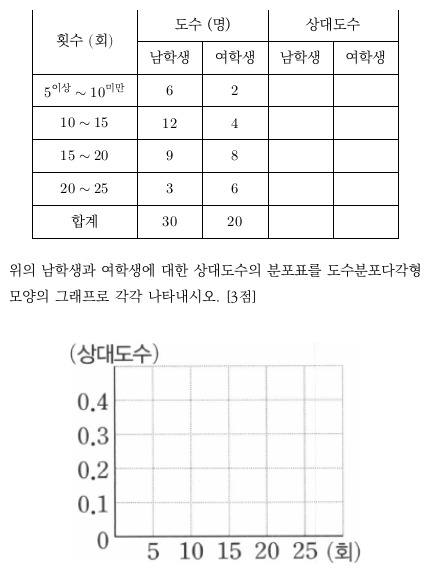 횟수 (회) 도수 (명) 상대도수
남학생 여학생 남학생 여학생
5이상 ~ 10미만 6 2
10 ~ 15 12 4
15 ~ 20 9 8
20 ~ 25 3 6
합계 30 20
위의 남학생과 여학생에 대한 상대도수의 분포표를 도수분포다각형
모양의 그래프로 각각 나타내시오. [3점]
(상대도수)
0.4
0.3
0.2
0.1
0
5 10 15 20 25 (회)